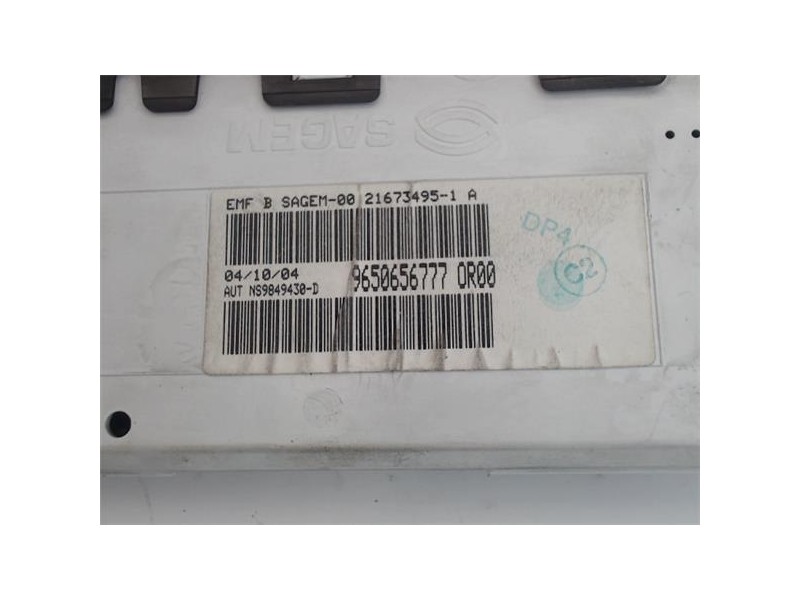 SAGEM
EMF B SAGEM-00 21673495-1 A
04/10/04
AUT NS9849430-D
9650656777 0R00
DP4
C2